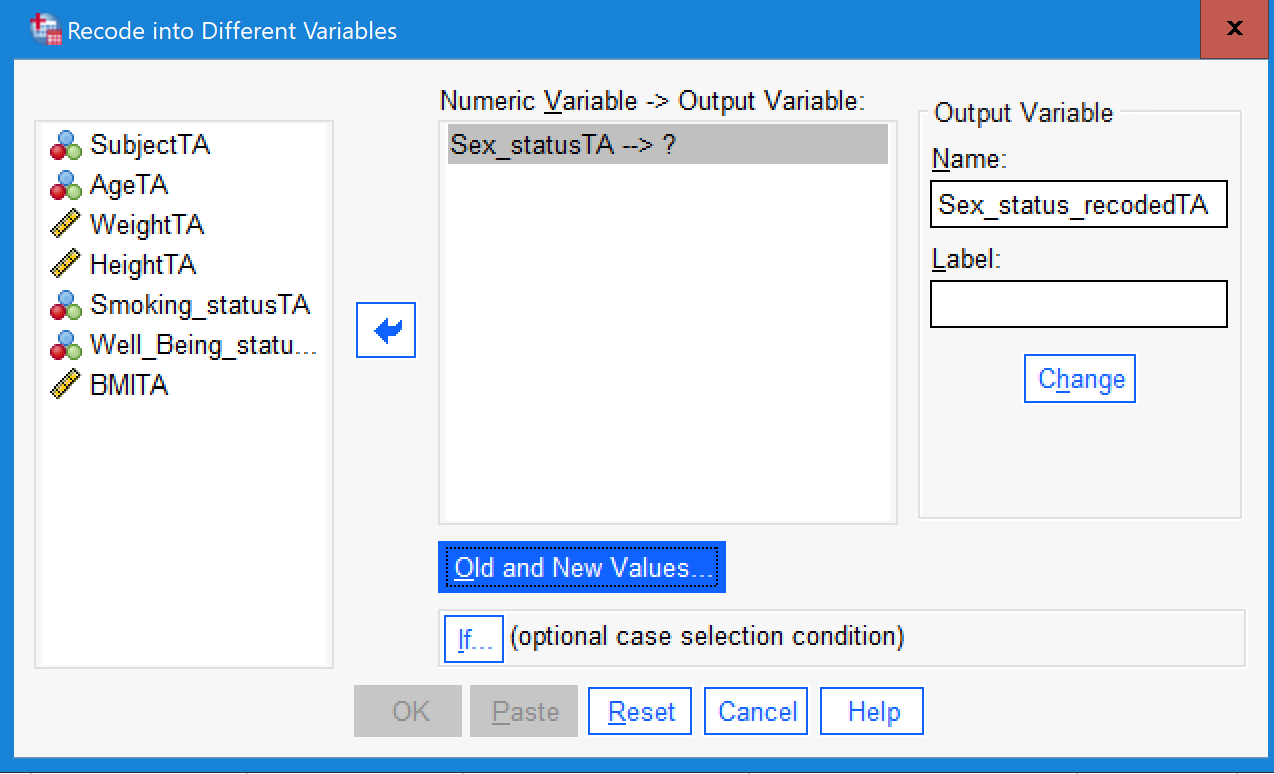 Recode into Different Variables
x
SubjectTA
AgeTA
WeightTA
HeightTA
Smoking_statusTA
Well_Being_statu...
BMITA
Numeric Variable -> Output Variable:
Sex_statusTA --> ?
Output Variable
Name:
Sex_status_recodedTA
Label:
Change
Old and New Values...
If... (optional case selection condition)
OK Paste Reset Cancel Help